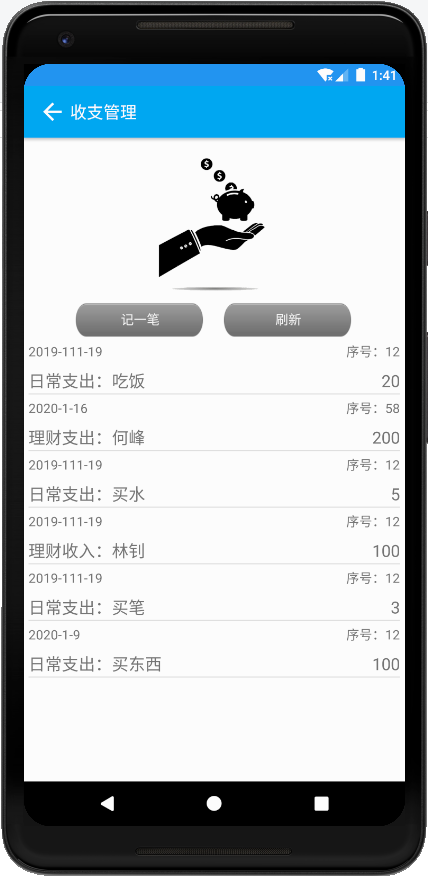 1:41
收支管理
记一笔 刷新
2019-111-19 序号：12
日常支出：吃饭 20
2020-1-16 序号：58
理财支出：何峰 200
2019-111-19 序号：12
日常支出：买水 5
2019-111-19 序号：12
理财收入：林钊 100
2019-111-19 序号：12
日常支出：买笔 3
2020-1-9 序号：12
日常支出：买东西 100